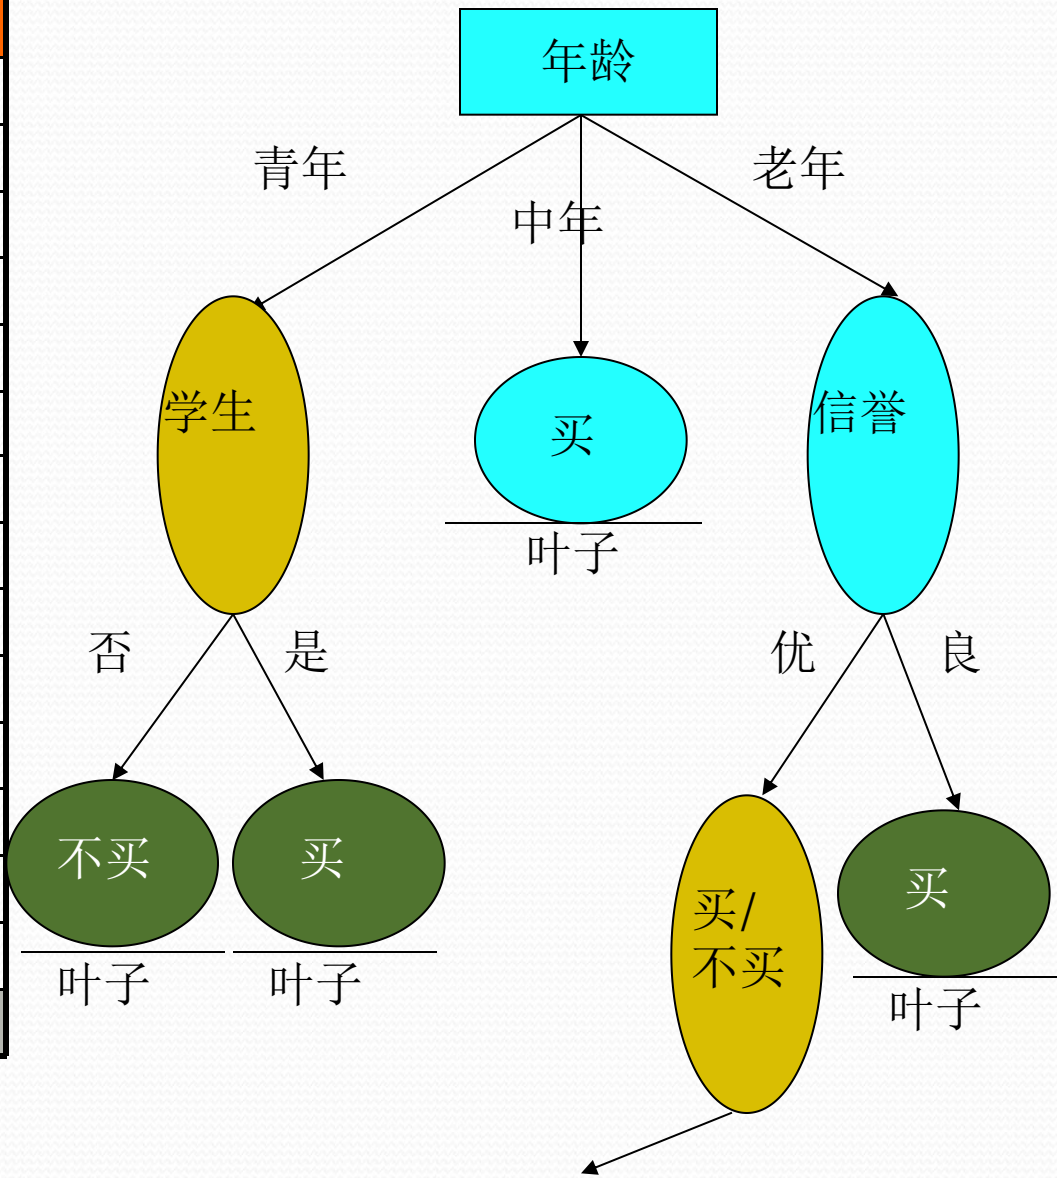 年龄
青年
中年
老年
学生
买
信誉
叶子
否
是
优
良
不买
买
买/
不买
买
叶子
叶子
叶子